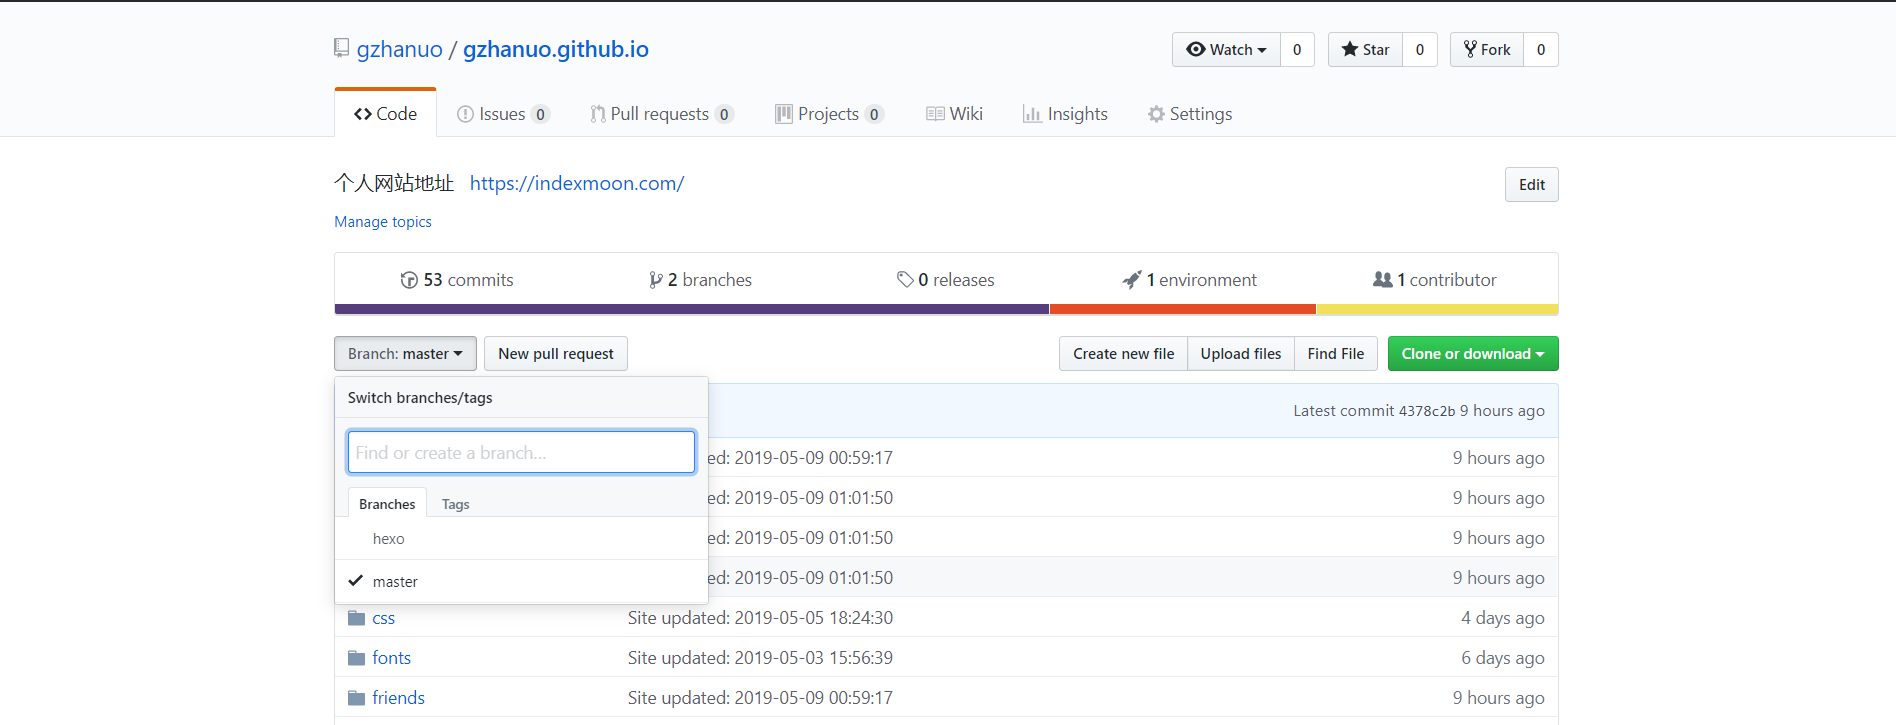 gzhanuo / gzhanuo.github.io
Watch 0 Star 0 Fork 0
Code Issues 0 Pull requests 0 Projects 0 Wiki Insights Settings
个人网站地址 https://indexmoon.com/
Edit
Manage topics
53 commits 2 branches 0 releases 1 environment 1 contributor
Branch: master New pull request Create new file Upload files Find File Clone or download
Switch branches/tags
Latest commit 4378c2b 9 hours ago
Find or create a branch...
ed: 2019-05-09 00:59:17 9 hours ago
ed: 2019-05-09 01:01:50 9 hours ago
Branches Tags
hexo
ed: 2019-05-09 01:01:50 9 hours ago
master
ed: 2019-05-09 01:01:50 9 hours ago
css Site updated: 2019-05-05 18:24:30 4 days ago
fonts Site updated: 2019-05-03 15:56:39 6 days ago
friends Site updated: 2019-05-09 00:59:17 9 hours ago